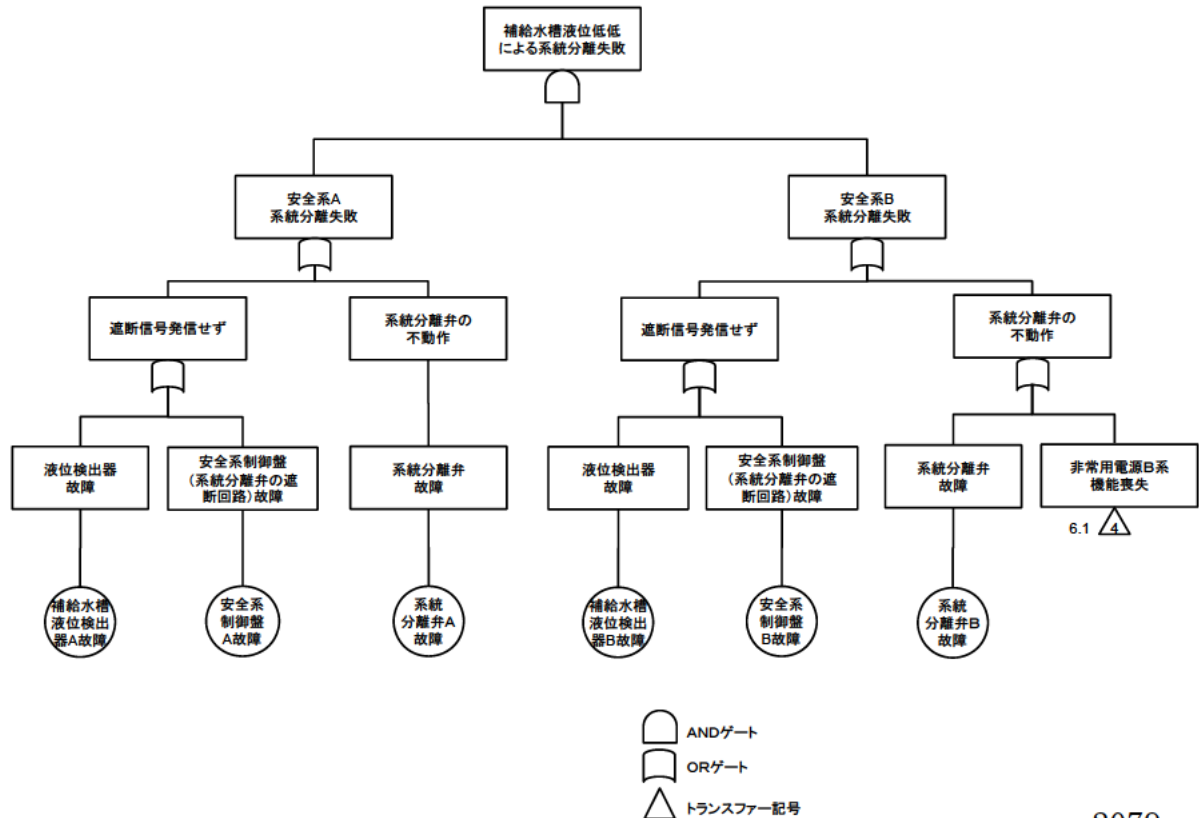 補給水槽液位低低
による系統分離失敗
安全系A
系統分離失敗
安全系B
系統分離失敗
遮断信号発信せず
系統分離弁の
不動作
遮断信号発信せず
系統分離弁の
不動作
液位検出器
故障
安全系制御盤
(系統分離弁の遮
断回路)故障
系統分離弁
故障
液位検出器
故障
安全系制御盤
(系統分離弁の遮
断回路)故障
系統分離弁
故障
非常用電源B系
機能喪失
6.1
4
補給水槽
液位検出
器A故障
安全系
制御盤
A故障
系統
分離弁A
故障
補給水槽
液位検出
器B故障
安全系
制御盤
B故障
系統
分離弁B
故障
ANDゲート
ORゲート
トランスファー記号